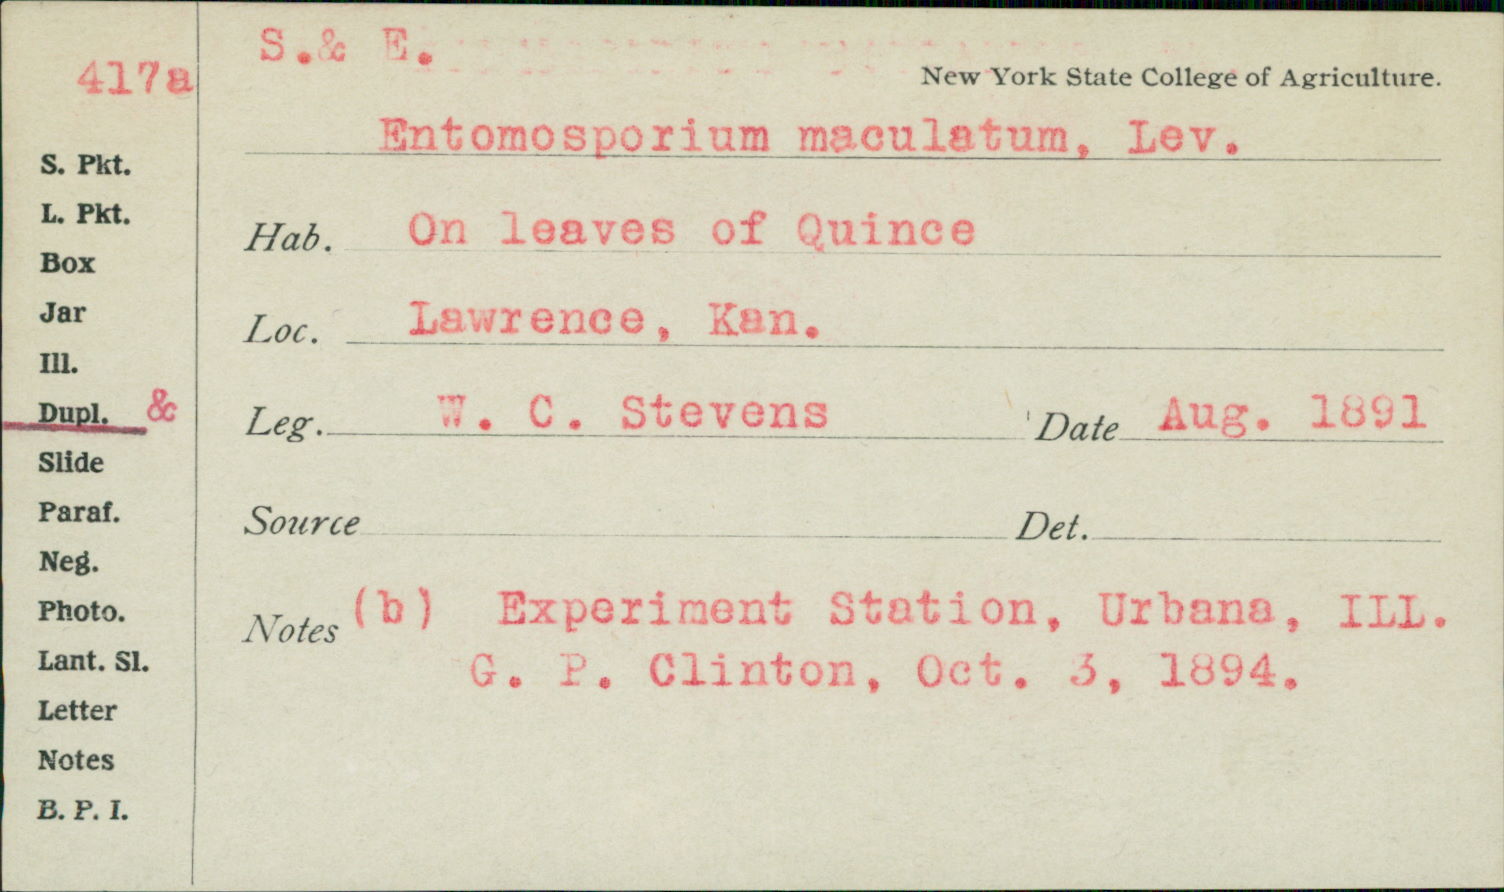 417a
S.& E.
New York State College of Agriculture.
Entomosporium maculatum, Lev.
Hab. On leaves of Quince
Loc. Lawrence, Kan.
Leg. W. C. Stevens Date Aug. 1891
Source Det.
Notes (b) Experiment Station, Urbana, ILL.
G. P. Clinton, Oct. 3, 1894.
S. Pkt.
L. Pkt.
Box
Jar
Ill.
Dupl. &
Slide
Paraf.
Neg.
Photo.
Lant. Sl.
Letter
Notes
B. P. I.